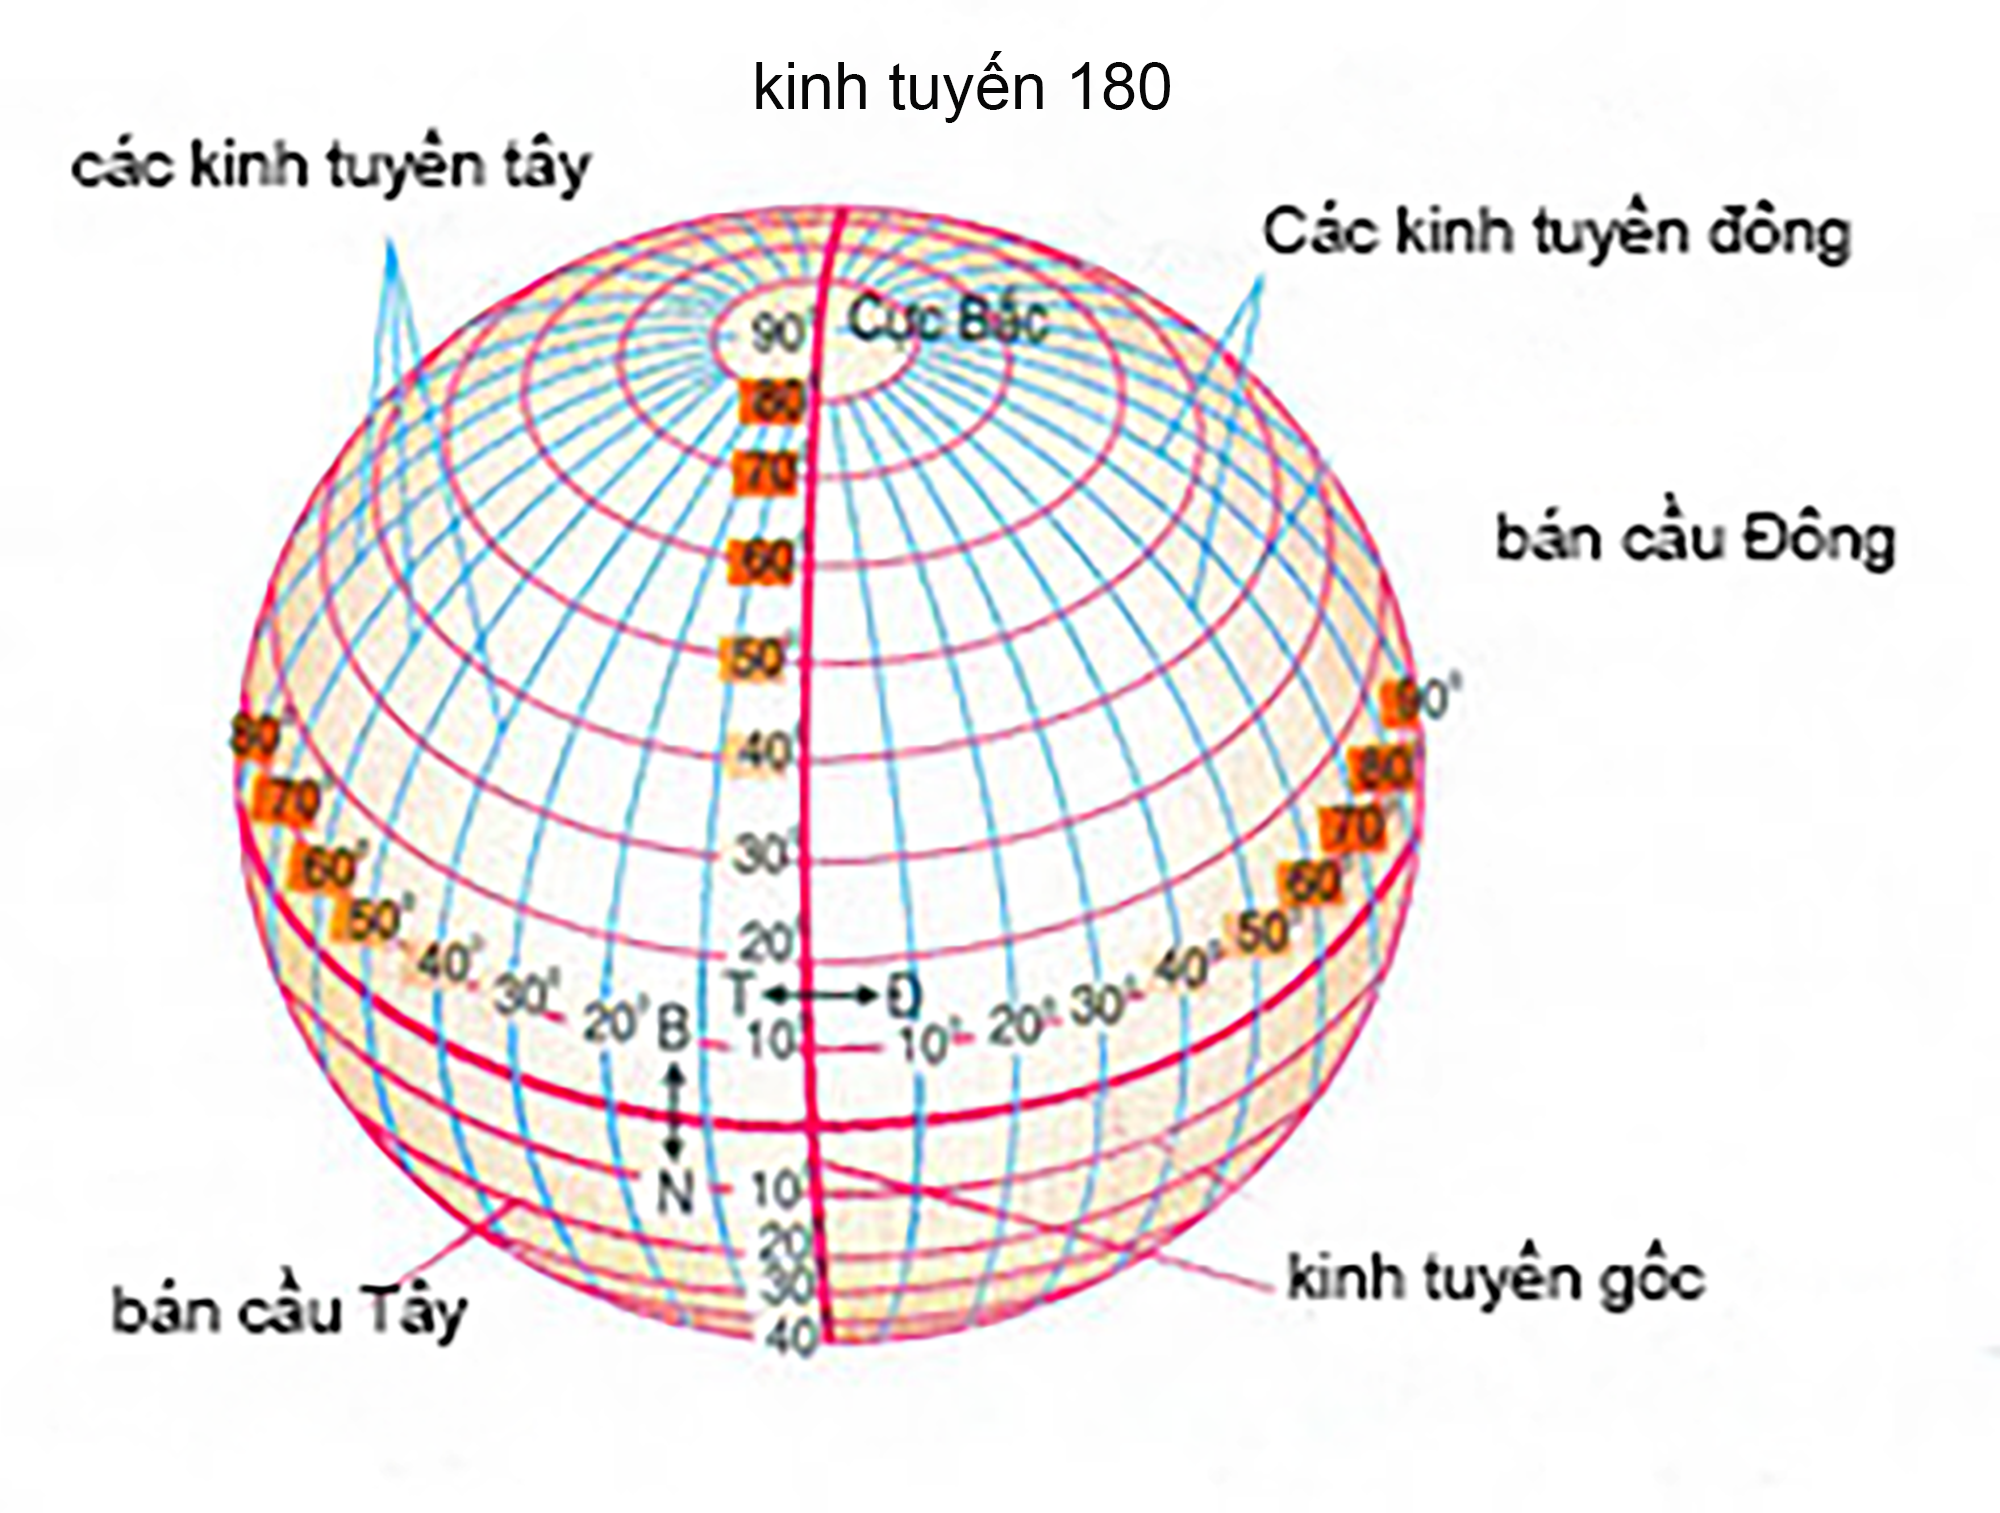 kinh tuyến 180
các kinh tuyến tây
Các kinh tuyến đông
90° Cực Bắc
80
70°
60°
bán cầu Đông
50°
40°
30°
20°
80° 70° 60° 50° 40° 30° 20° B
T Đ
10° 10° 20° 30° 40° 50° 60° 70° 80° 90°
N 10°
20
30
40
kinh tuyến gốc
bán cầu Tây